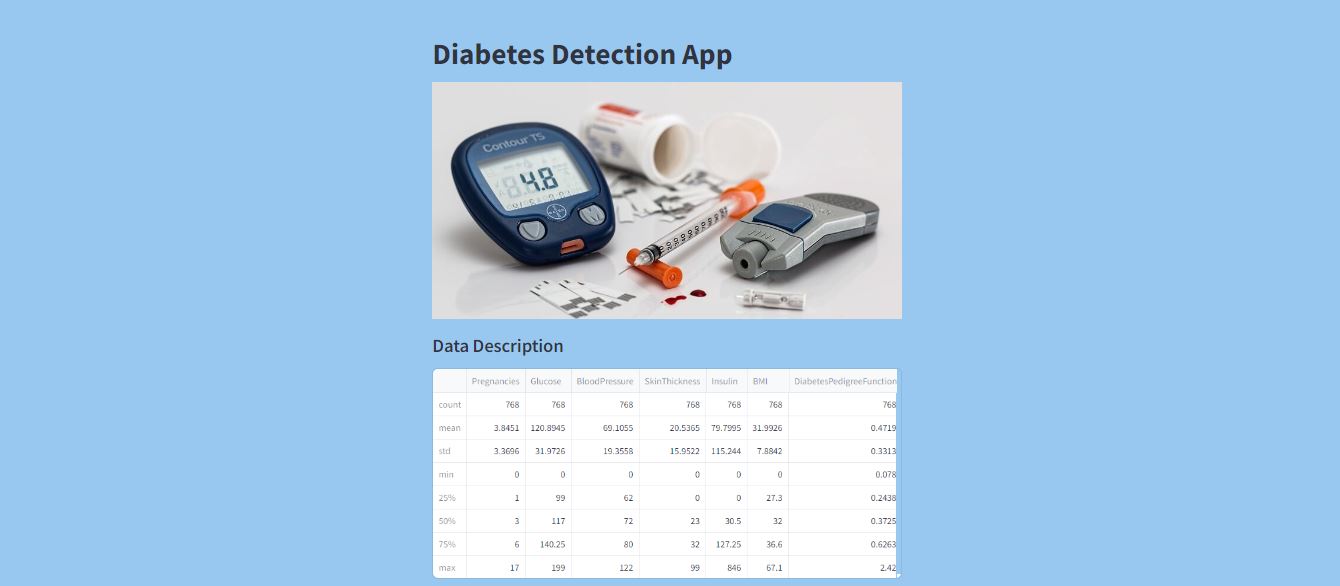 Diabetes Detection App
Contour TS
4.8
Data Description
Pregnancies Glucose BloodPressure SkinThickness Insulin BMI DiabetesPedigreeFunction
count 768 768 768 768 768 768 768
mean 3.8451 120.8945 69.1055 20.5365 79.7995 31.9926 0.4719
std 3.3696 31.9726 19.3558 15.9522 115.244 7.8842 0.3313
min 0 0 0 0 0 0 0.078
25% 1 99 62 0 0 27.3 0.2438
50% 3 117 72 23 30.5 32 0.3725
75% 6 140.25 80 32 127.25 36.6 0.6263
max 17 199 122 99 846 67.1 2.42